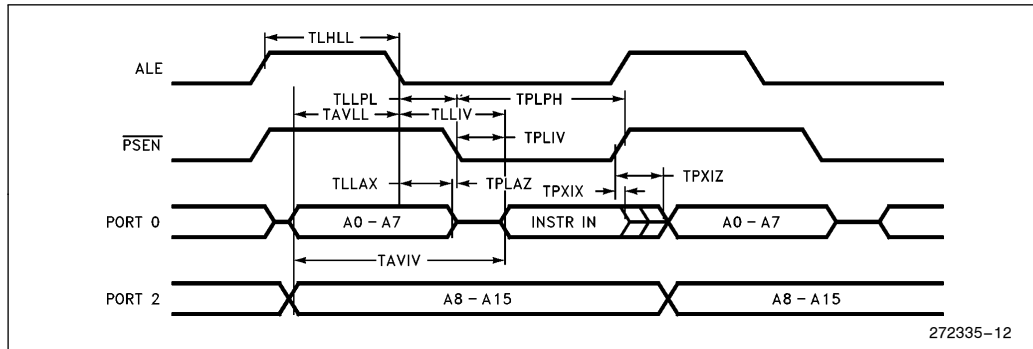 TLHLL
ALE
TLLPL
TPLPH
TAVLL
TLLIV
PSEN
TPLIV
TLLAX
TPLAZ
TPXIX
TPXIZ
PORT 0
A0 – A7
INSTR IN
A0 – A7
TAVIV
PORT 2
A8 – A15
A8 – A15
272335–12